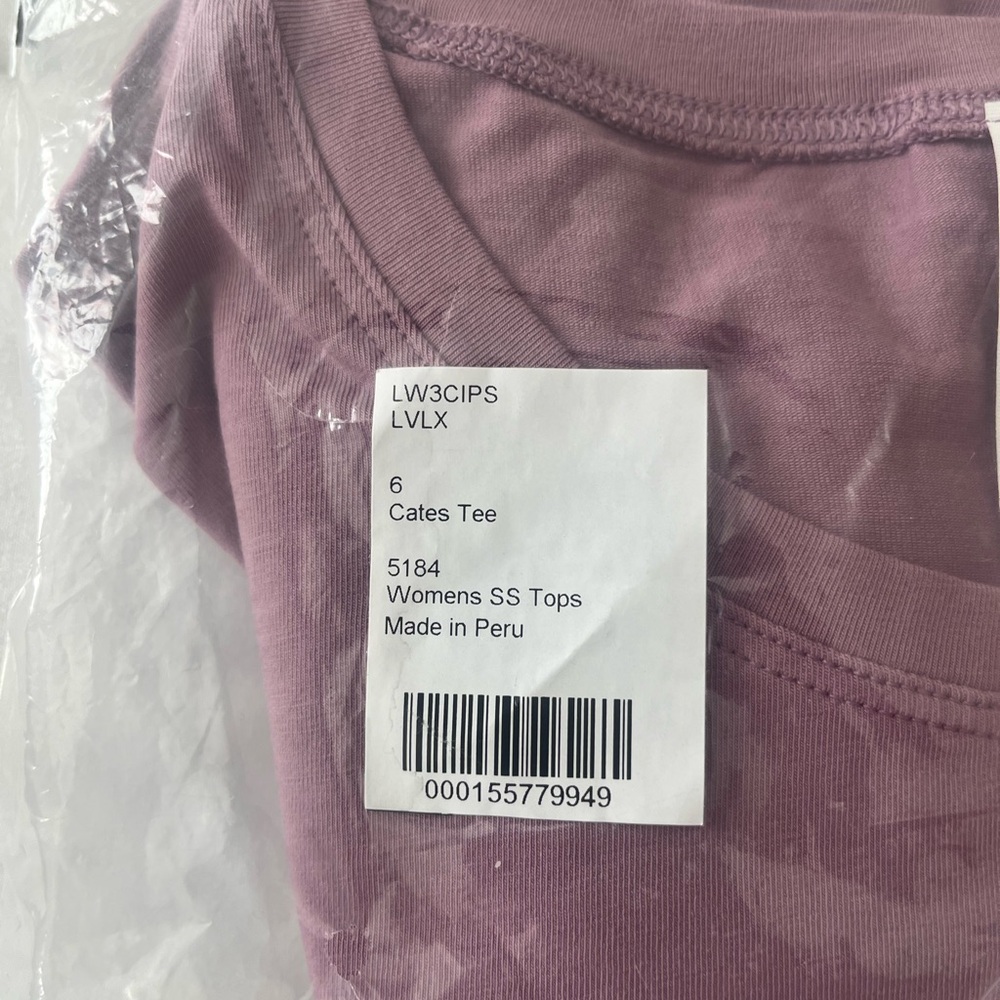 LW3CIPS
LVLX
6
Cates Tee
5184
Womens SS Tops
Made in Peru
000155779949